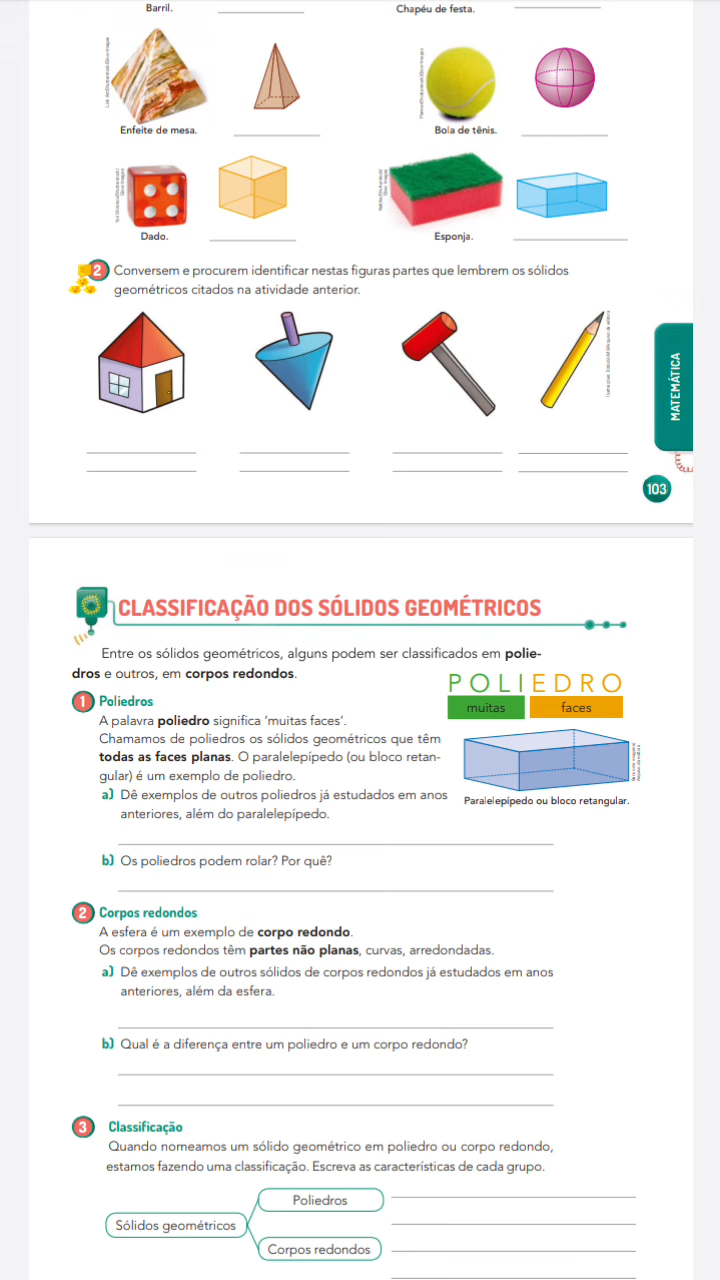 Barril.
Chapéu de festa.
Enfeite de mesa.
Bola de tênis.
Dado.
Esponja.
2 Conversem e procurem identificar nestas figuras partes que lembrem os sólidos
geométricos citados na atividade anterior.
MATEMÁTICA
103
CLASSIFICAÇÃO DOS SÓLIDOS GEOMÉTRICOS
Entre os sólidos geométricos, alguns podem ser classificados em polie-
dros e outros, em corpos redondos.
POLIEDRO
muitas faces
1 Poliedros
A palavra poliedro significa ‘muitas faces’.
Chamamos de poliedros os sólidos geométricos que têm
todas as faces planas. O paralelepípedo (ou bloco retan-
gular) é um exemplo de poliedro.
Paralelepípedo ou bloco retangular.
a) Dê exemplos de outros poliedros já estudados em anos
anteriores, além do paralelepípedo.
b) Os poliedros podem rolar? Por quê?
2 Corpos redondos
A esfera é um exemplo de corpo redondo.
Os corpos redondos têm partes não planas, curvas, arredondadas.
a) Dê exemplos de outros sólidos de corpos redondos já estudados em anos
anteriores, além da esfera.
b) Qual é a diferença entre um poliedro e um corpo redondo?
3 Classificação
Quando nomeamos um sólido geométrico em poliedro ou corpo redondo,
estamos fazendo uma classificação. Escreva as características de cada grupo.
Poliedros
Sólidos geométricos
Corpos redondos